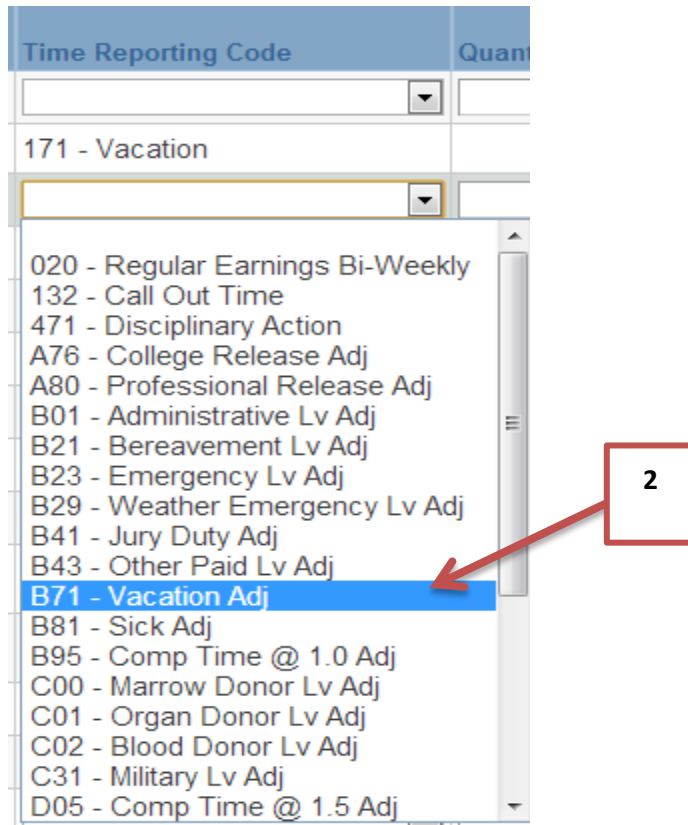 Time Reporting Code Quant
171 - Vacation
020 - Regular Earnings Bi-Weekly
132 - Call Out Time
471 - Disciplinary Action
A76 - College Release Adj
A80 - Professional Release Adj
B01 - Administrative Lv Adj
B21 - Bereavement Lv Adj
B23 - Emergency Lv Adj
B29 - Weather Emergency Lv Adj
B41 - Jury Duty Adj
B43 - Other Paid Lv Adj
B71 - Vacation Adj
B81 - Sick Adj
B95 - Comp Time @ 1.0 Adj
C00 - Marrow Donor Lv Adj
C01 - Organ Donor Lv Adj
C02 - Blood Donor Lv Adj
C31 - Military Lv Adj
D05 - Comp Time @ 1.5 Adj
2